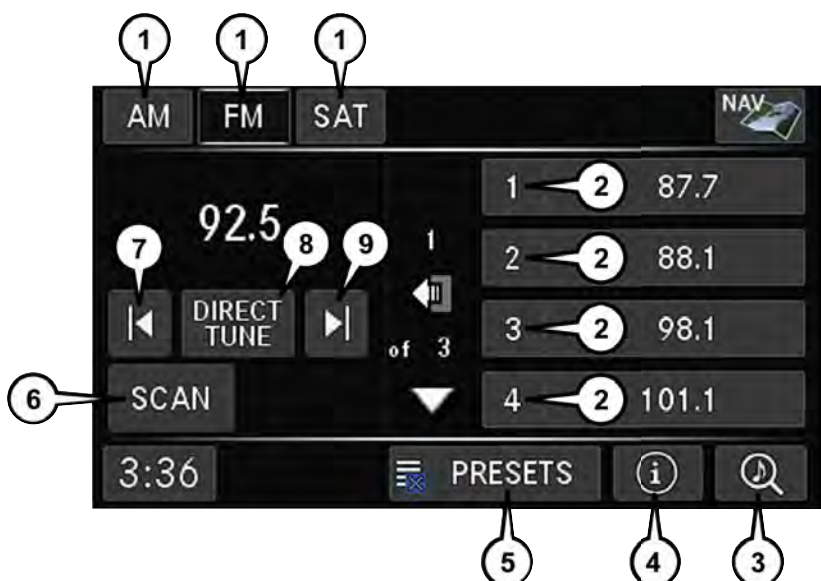 1 1 1
AM FM SAT NAV
1 2 87.7
92.5
7 8 9 1
2 2 88.1
DIRECT
TUNE
3 2 98.1
of 3
6 SCAN
4 2 101.1
3:36 PRESETS i
5 4 3